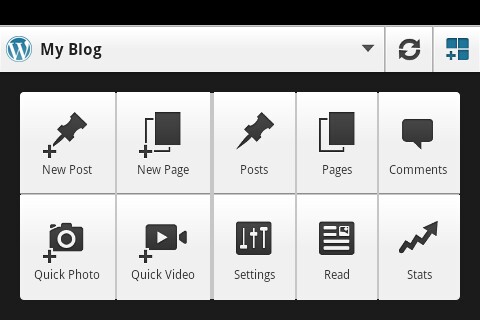 My Blog
New Post
New Page
Posts
Pages
Comments
Quick Photo
Quick Video
Settings
Read
Stats